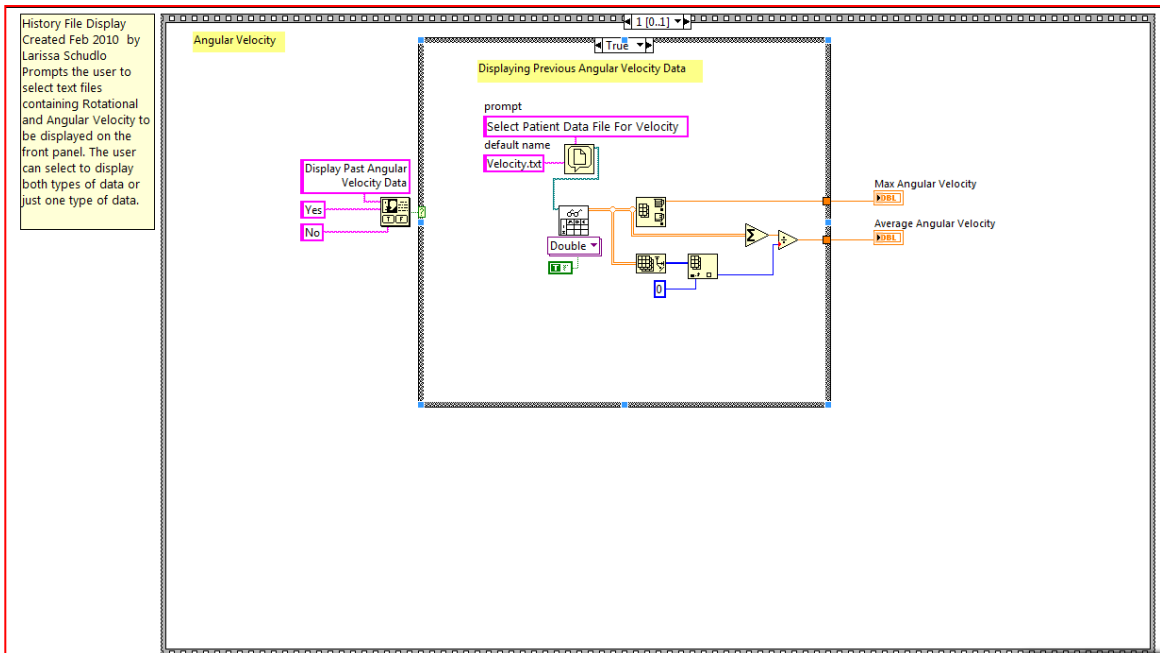 History File Display
Created Feb 2010 by
Larissa Schudlo
Prompts the user to
select text files
containing Rotational
and Angular Velocity to
be displayed on the
front panel. The user
can select to display
both types of data or
just one type of data.
1 [0..1]
Angular Velocity
True
Displaying Previous Angular Velocity Data
prompt
Select Patient Data File For Velocity
default name
Velocity.txt
Display Past Angular
Velocity Data
Yes
No
?
Double
T F
T
0
Σ
÷
Max Angular Velocity
DBL
Average Angular Velocity
DBL